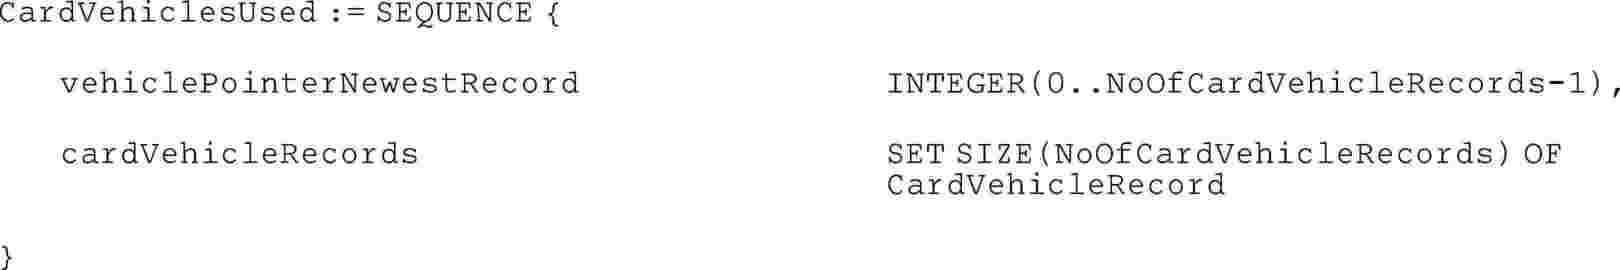 CardVehiclesUsed := SEQUENCE {
vehiclePointerNewestRecord INTEGER(0..NoOfCardVehicleRecords-1),
cardVehicleRecords SET SIZE(NoOfCardVehicleRecords) OF
CardVehicleRecord
}